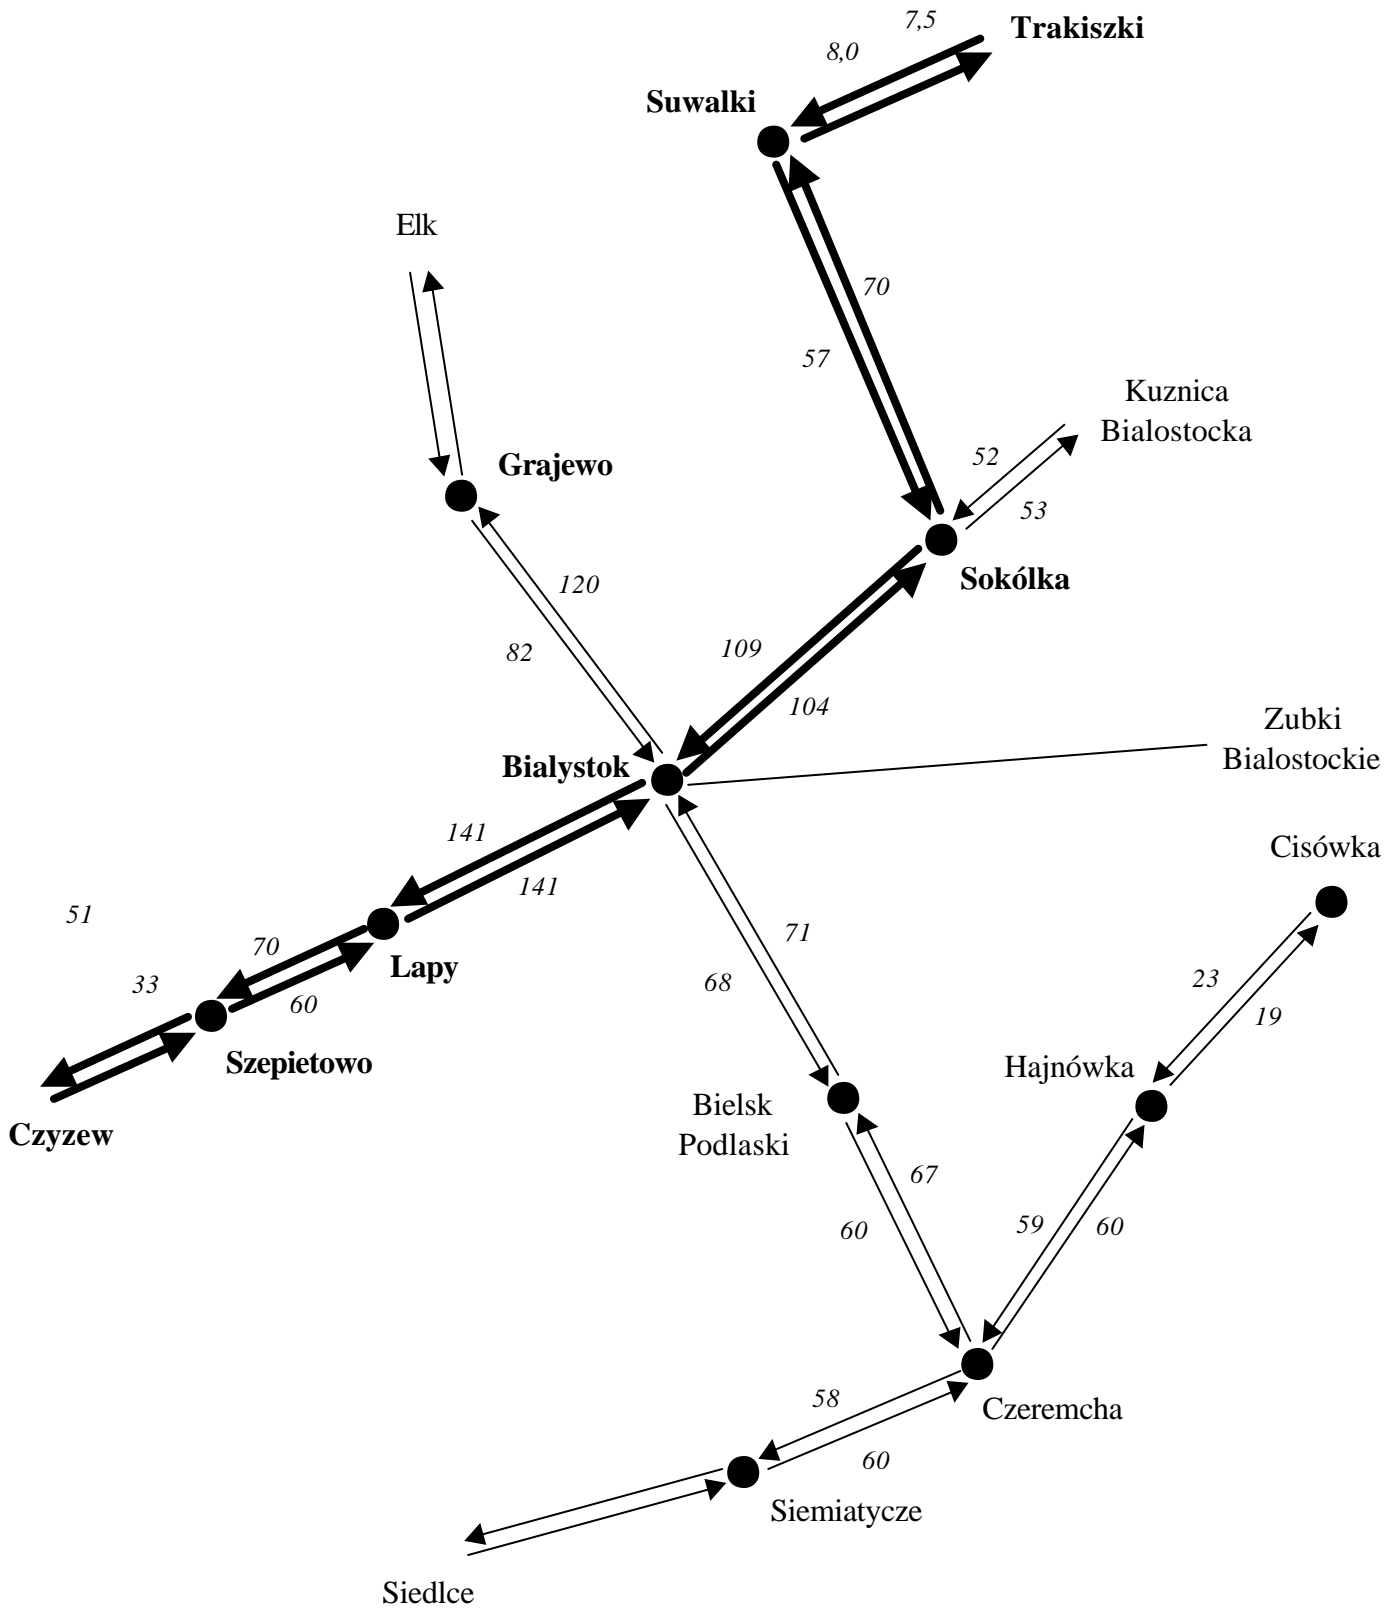 7,5
Trakiszki
8,0
Suwalki
Elk
70
57
Kuznica
Bialostocka
52
Grajewo
53
Sokólka
120
82
109
104
Zubki
Bialostockie
Bialystok
141
Cisówka
141
51
71
70
Lapy
68
33
23
60
19
Szepietowo
Hajnówka
Bielsk
Podlaski
Czyzew
67
60
59
60
58
Czeremcha
60
Siemiatycze
Siedlce